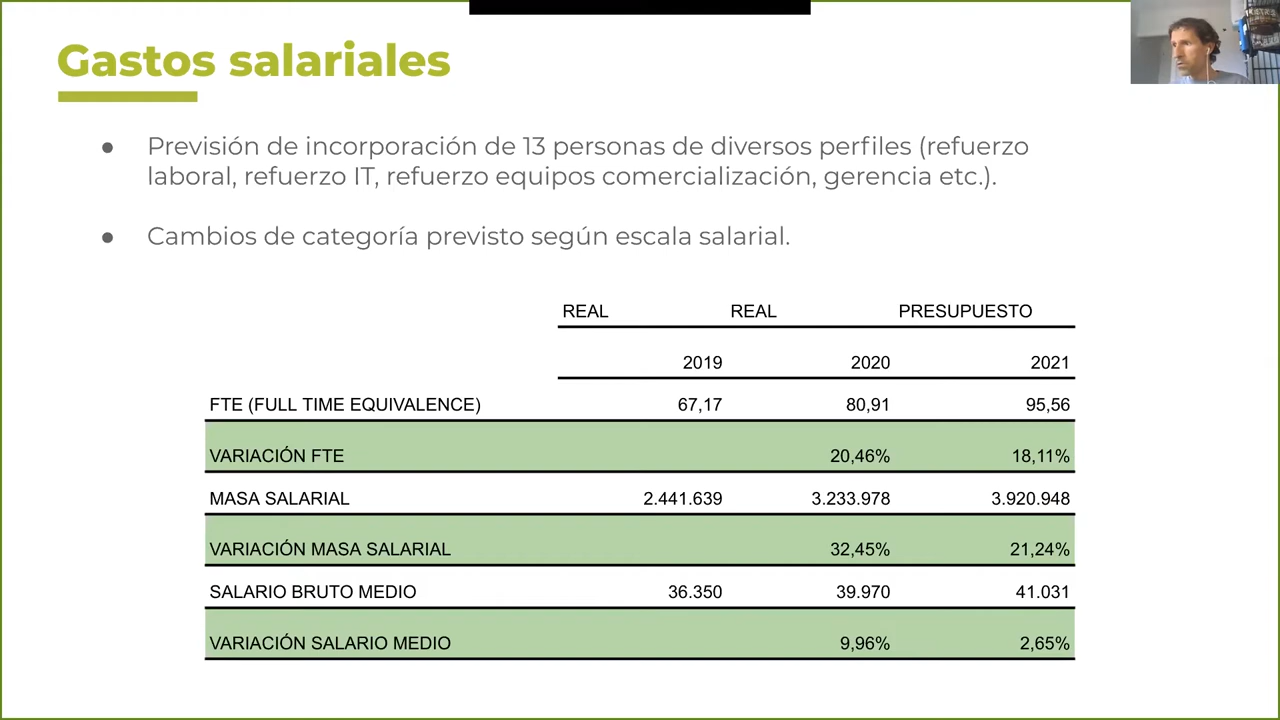 Gastos salariales
● Previsión de incorporación de 13 personas de diversos perfiles (refuerzo
laboral, refuerzo IT, refuerzo equipos comercialización, gerencia etc.).
● Cambios de categoría previsto según escala salarial.
REAL REAL PRESUPUESTO
2019 2020 2021
FTE (FULL TIME EQUIVALENCE) 67,17 80,91 95,56
VARIACIÓN FTE 20,46% 18,11%
MASA SALARIAL 2.441.639 3.233.978 3.920.948
VARIACIÓN MASA SALARIAL 32,45% 21,24%
SALARIO BRUTO MEDIO 36.350 39.970 41.031
VARIACIÓN SALARIO MEDIO 9,96% 2,65%